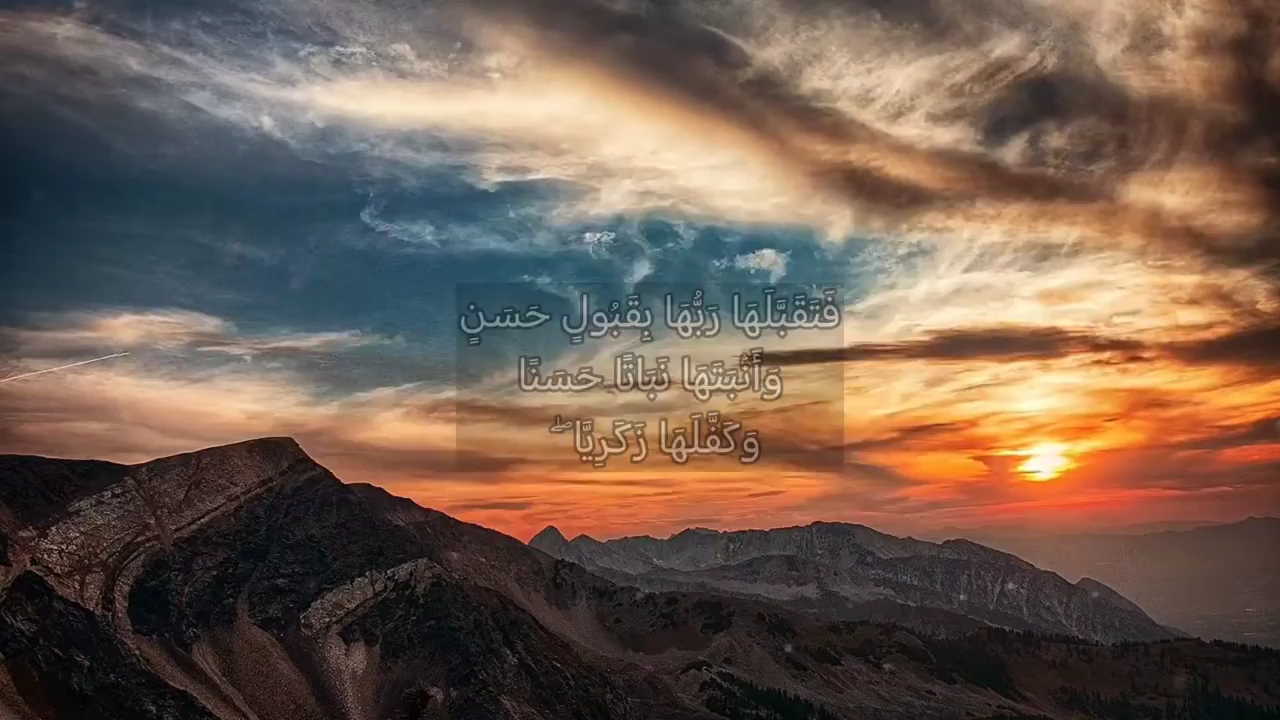 فَتَقَبَّلَهَا رَبُّهَا بِقَبُولٍ حَسَنٍ
وَأَنْبَتَهَا نَبَاتًا حَسَنًا
وَكَفَّلَهَا زَكَرِيَّا ۖ